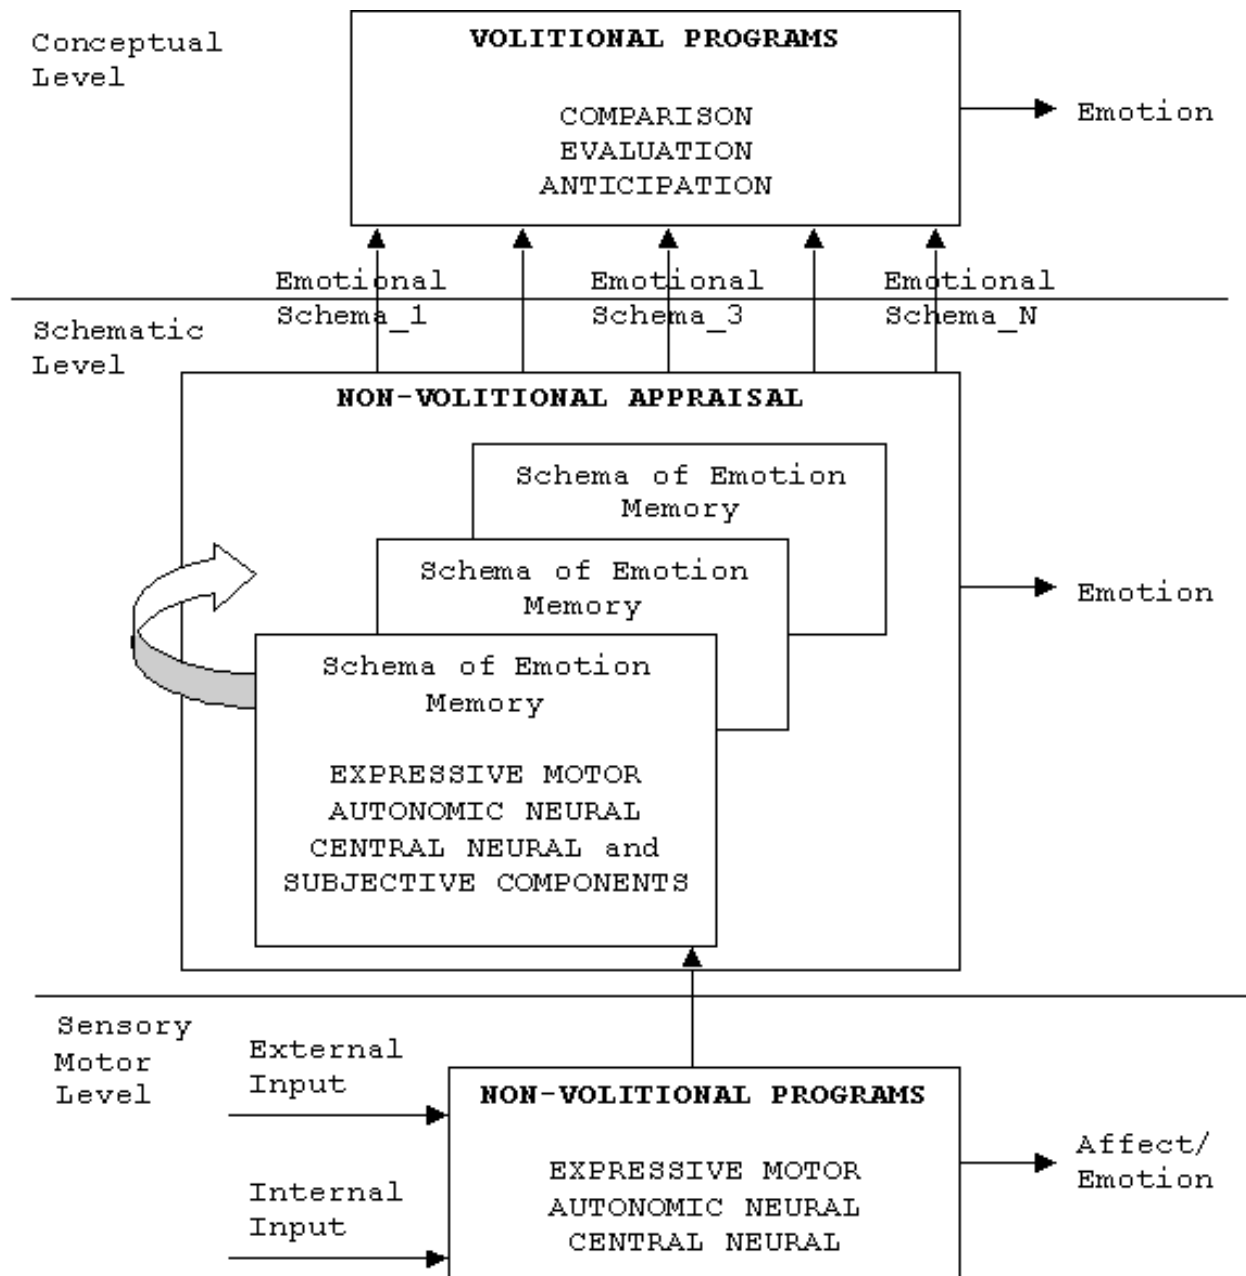 Conceptual
Level
VOLITIONAL PROGRAMS
COMPARISON
EVALUATION
ANTICIPATION
Emotion
Emotional
Schema_1
Emotional
Schema_3
Emotional
Schema_N
Schematic
Level
NON-VOLITIONAL APPRAISAL
Schema of Emotion
Memory
Schema of Emotion
Memory
Emotion
Schema of Emotion
Memory
EXPRESSIVE MOTOR
AUTONOMIC NEURAL
CENTRAL NEURAL and
SUBJECTIVE COMPONENTS
Sensory
Motor
Level
External
Input
Internal
Input
NON-VOLITIONAL PROGRAMS
EXPRESSIVE MOTOR
AUTONOMIC NEURAL
CENTRAL NEURAL
Affect/
Emotion